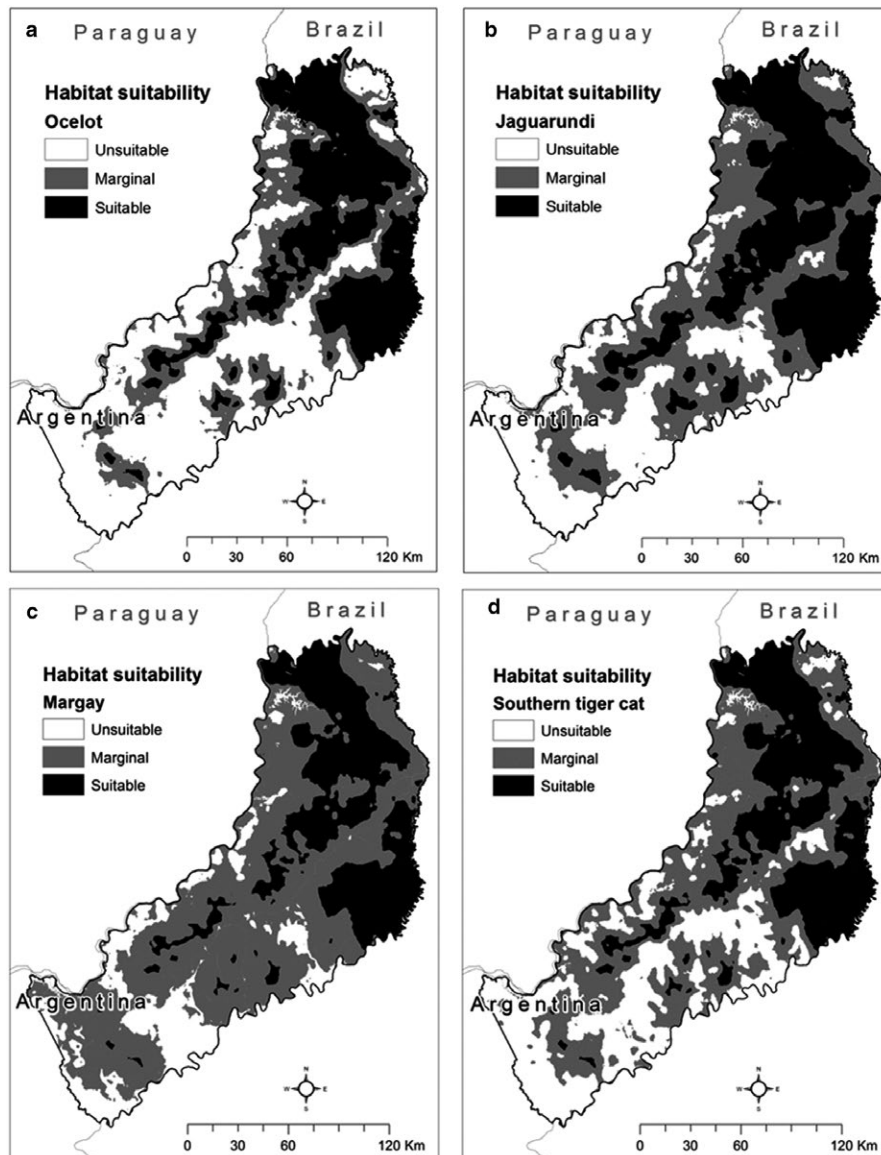 a
Paraguay
Brazil
Habitat suitability
Ocelot
Unsuitable
Marginal
Suitable
Argentina
N
W
E
S
0 30 60 120 Km
b
Paraguay
Brazil
Habitat suitability
Jaguarundi
Unsuitable
Marginal
Suitable
Argentina
N
W
E
S
0 30 60 120 Km
c
Paraguay
Brazil
Habitat suitability
Margay
Unsuitable
Marginal
Suitable
Argentina
N
W
E
S
0 30 60 120 Km
d
Paraguay
Brazil
Habitat suitability
Southern tiger cat
Unsuitable
Marginal
Suitable
Argentina
N
W
E
S
0 30 60 120 Km